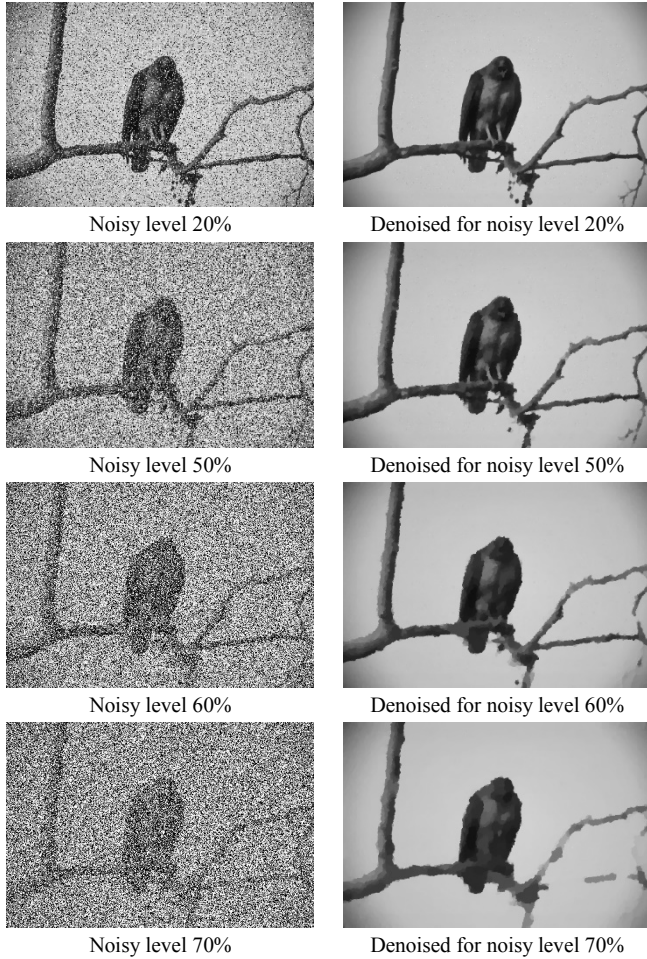 Noisy level 20%
Denoised for noisy level 20%
Noisy level 50%
Denoised for noisy level 50%
Noisy level 60%
Denoised for noisy level 60%
Noisy level 70%
Denoised for noisy level 70%